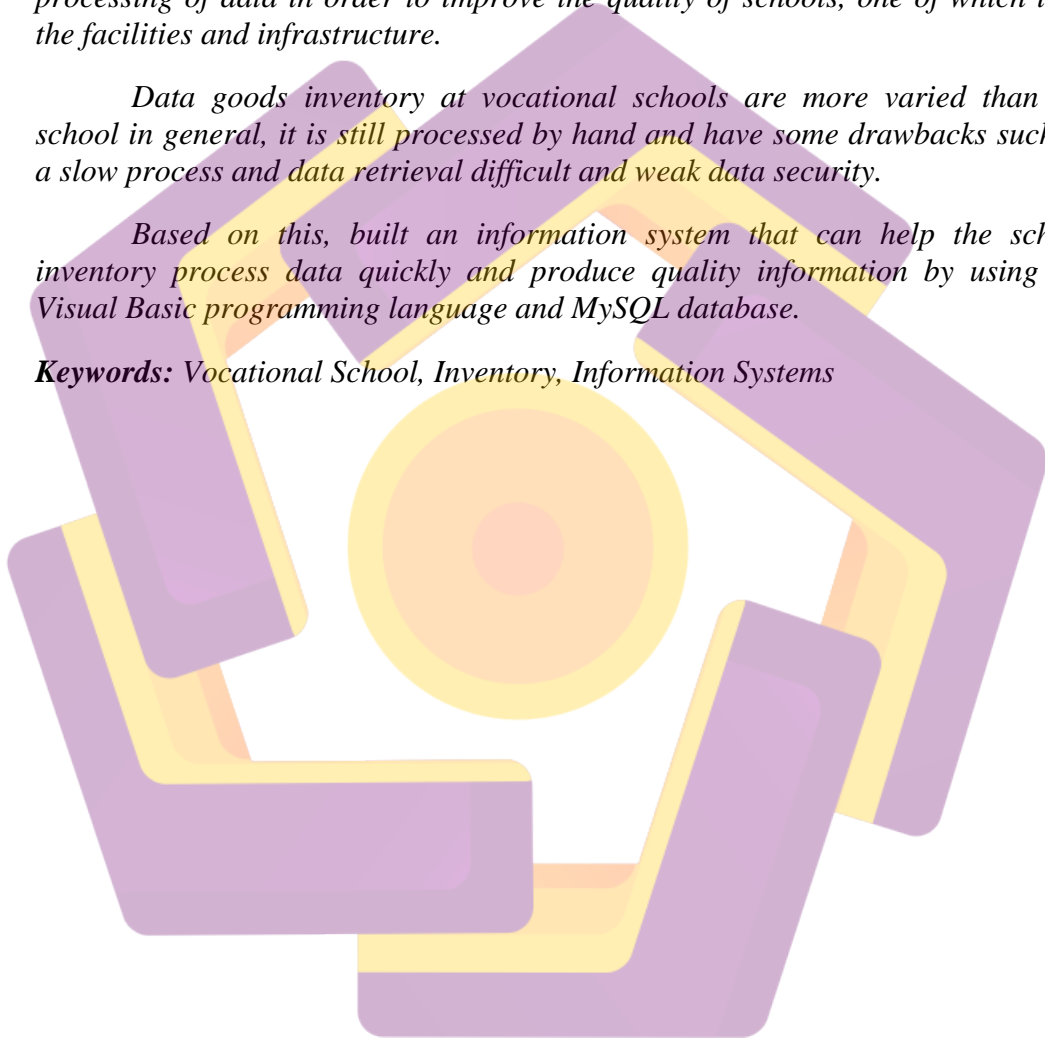 processing of data in order to improve the quality of schools, one of which
the facilities and infrastructure.
Data goods inventory at vocational schools are more varied than
school in general, it is still processed by hand and have some drawbacks such
a slow process and data retrieval difficult and weak data security.
Based on this, built an information system that can help the sch
inventory process data quickly and produce quality information by using
Visual Basic programming language and MySQL database.
Keywords: Vocational School, Inventory, Information Systems